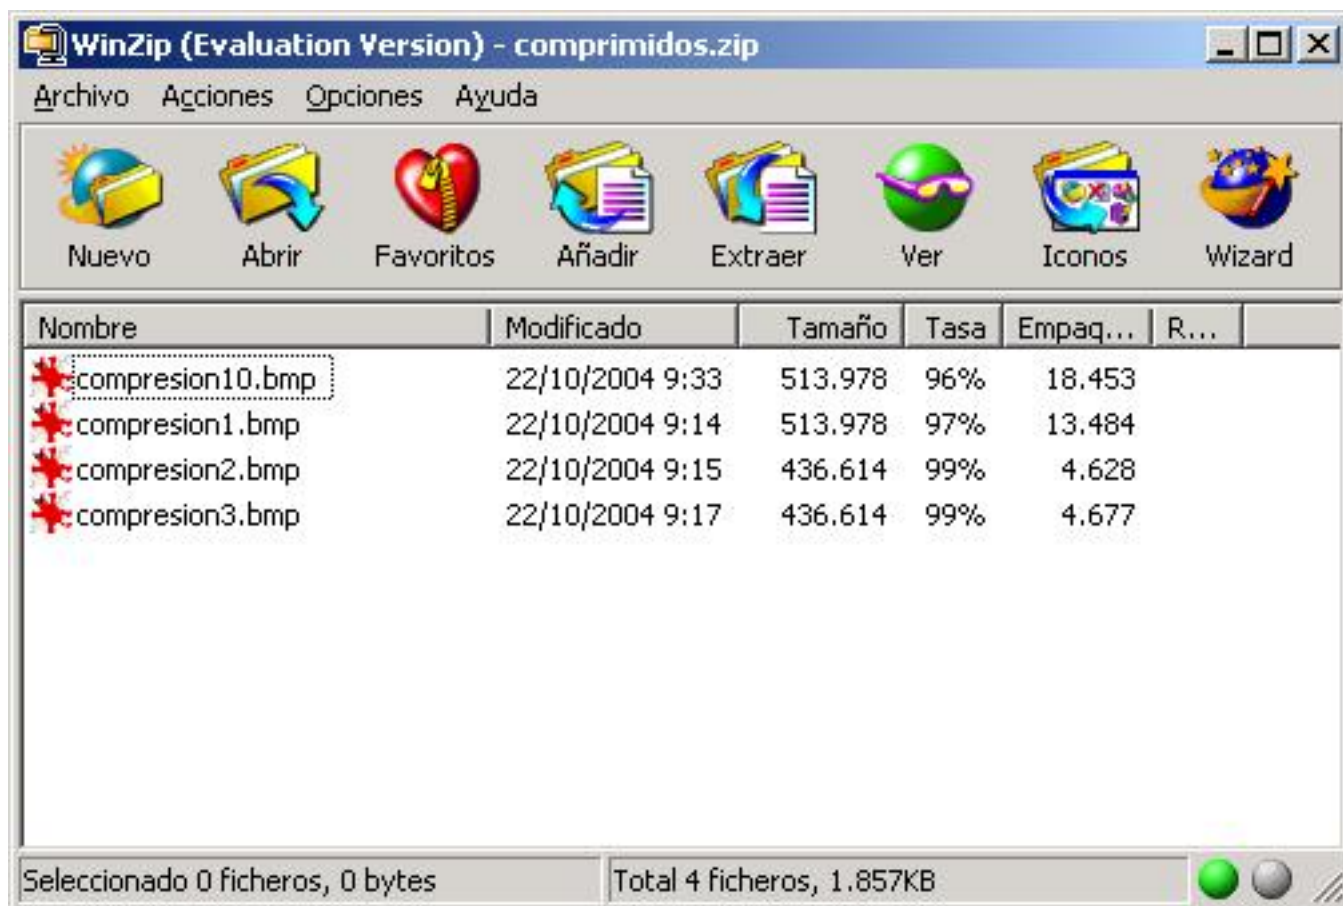 WinZip (Evaluation Version) - comprimidos.zip
Archivo Acciones Opciones Ayuda
Nuevo Abrir Favoritos Añadir Extraer Ver Iconos Wizard
Nombre Modificado Tamaño Tasa Empaq... R...
compresion10.bmp 22/10/2004 9:33 513.978 96% 18.453
compresion1.bmp 22/10/2004 9:14 513.978 97% 13.484
compresion2.bmp 22/10/2004 9:15 436.614 99% 4.628
compresion3.bmp 22/10/2004 9:17 436.614 99% 4.677
Seleccionado 0 ficheros, 0 bytes Total 4 ficheros, 1.857KB